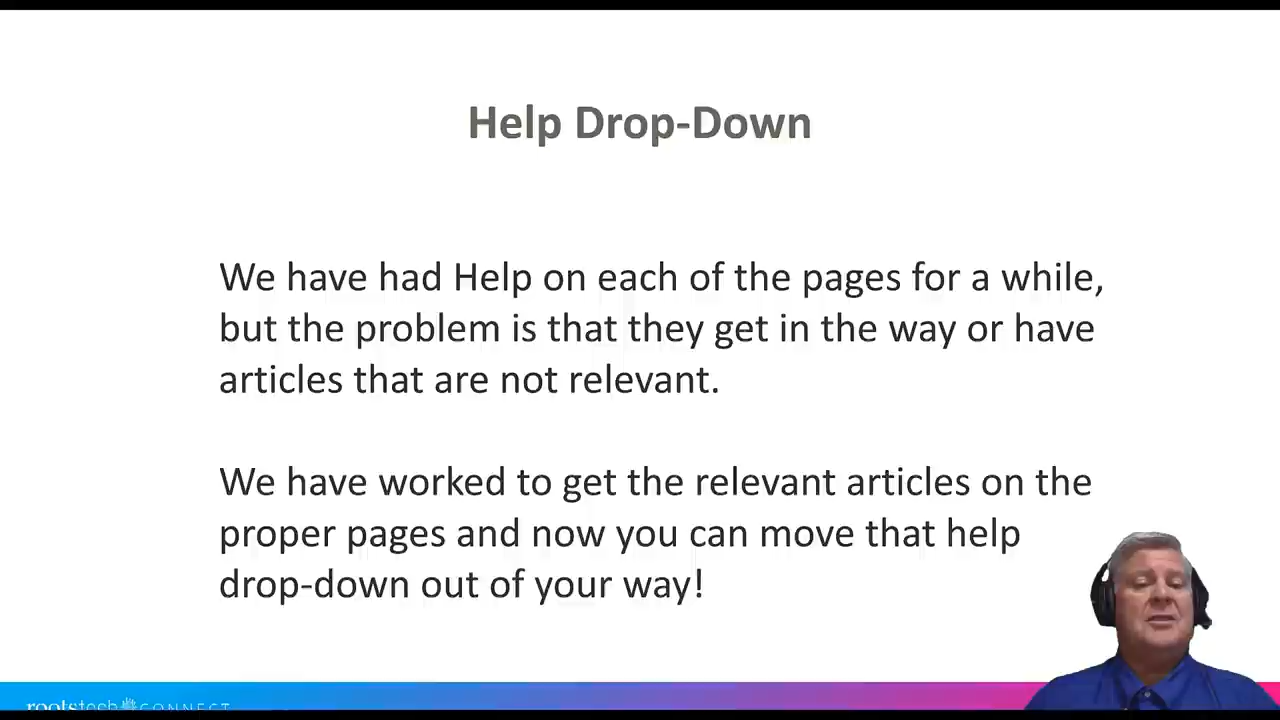 Help Drop-Down
We have had Help on each of the pages for a while,
but the problem is that they get in the way or have
articles that are not relevant.
We have worked to get the relevant articles on the
proper pages and now you can move that help
drop-down out of your way!
rootstech CONNECT